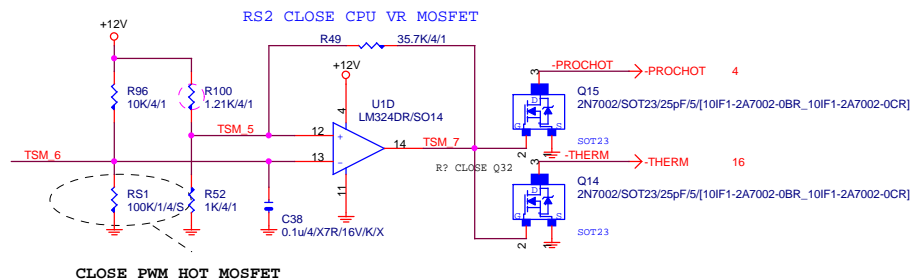 RS2 CLOSE CPU VR MOSFET
+12V
R49 35.7K/4/1
+12V
R96
10K/4/1
R100
1.21K/4/1
-PROCHOT
-PROCHOT 4
3
D
G
S
2
1
Q15
2N7002/SOT23/25pF/5/[10IF1-2A7002-0BR_10IF1-2A7002-0CR]
SOT23
4
U1D
LM324DR/SO14
TSM_5
12
+
13
-
14
TSM_7
11
TSM_6
R? CLOSE Q32
-THERM
-THERM 16
3
D
G
S
2
1
Q14
2N7002/SOT23/25pF/5/[10IF1-2A7002-0BR_10IF1-2A7002-0CR]
SOT23
RS1
100K/1/4/S
R52
1K/4/1
C38
0.1u/4/X7R/16V/K/X
CLOSE PWM HOT MOSFET